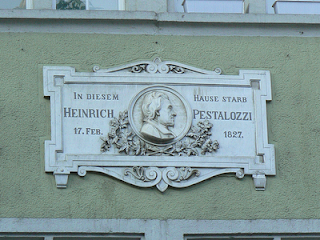 IN DIESEM HAUSE STARB
HEINRICH PESTALOZZI
17. FEB. 1827.